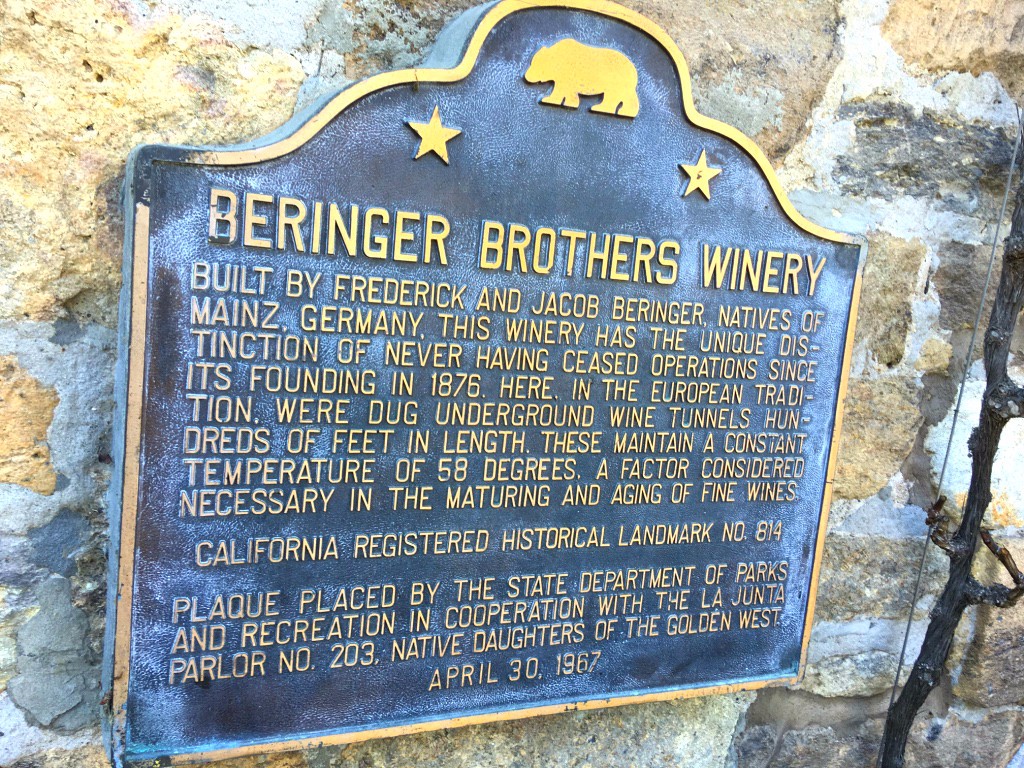 BERINGER BROTHERS WINERY
BUILT BY FREDERICK AND JACOB BERINGER, NATIVES OF
MAINZ, GERMANY, THIS WINERY HAS THE UNIQUE DIS-
TINCTION OF NEVER HAVING CEASED OPERATIONS SINCE
ITS FOUNDING IN 1876. HERE, IN THE EUROPEAN TRADI-
TION, WERE DUG UNDERGROUND WINE TUNNELS HUN-
DREDS OF FEET IN LENGTH. THESE MAINTAIN A CONSTANT
TEMPERATURE OF 58 DEGREES, A FACTOR CONSIDERED
NECESSARY IN THE MATURING AND AGING OF FINE WINES.
CALIFORNIA REGISTERED HISTORICAL LANDMARK NO. 814
PLAQUE PLACED BY THE STATE DEPARTMENT OF PARKS
AND RECREATION IN COOPERATION WITH THE LA JUNTA
PARLOR NO. 203, NATIVE DAUGHTERS OF THE GOLDEN WEST.
APRIL 30, 1967